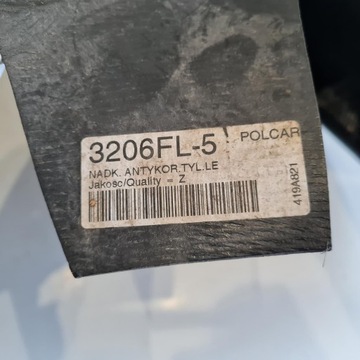 3206FL-5 POLCAR
NADK. ANTYKOR.TYL.LE
Jakosc/Quality = Z
419A821